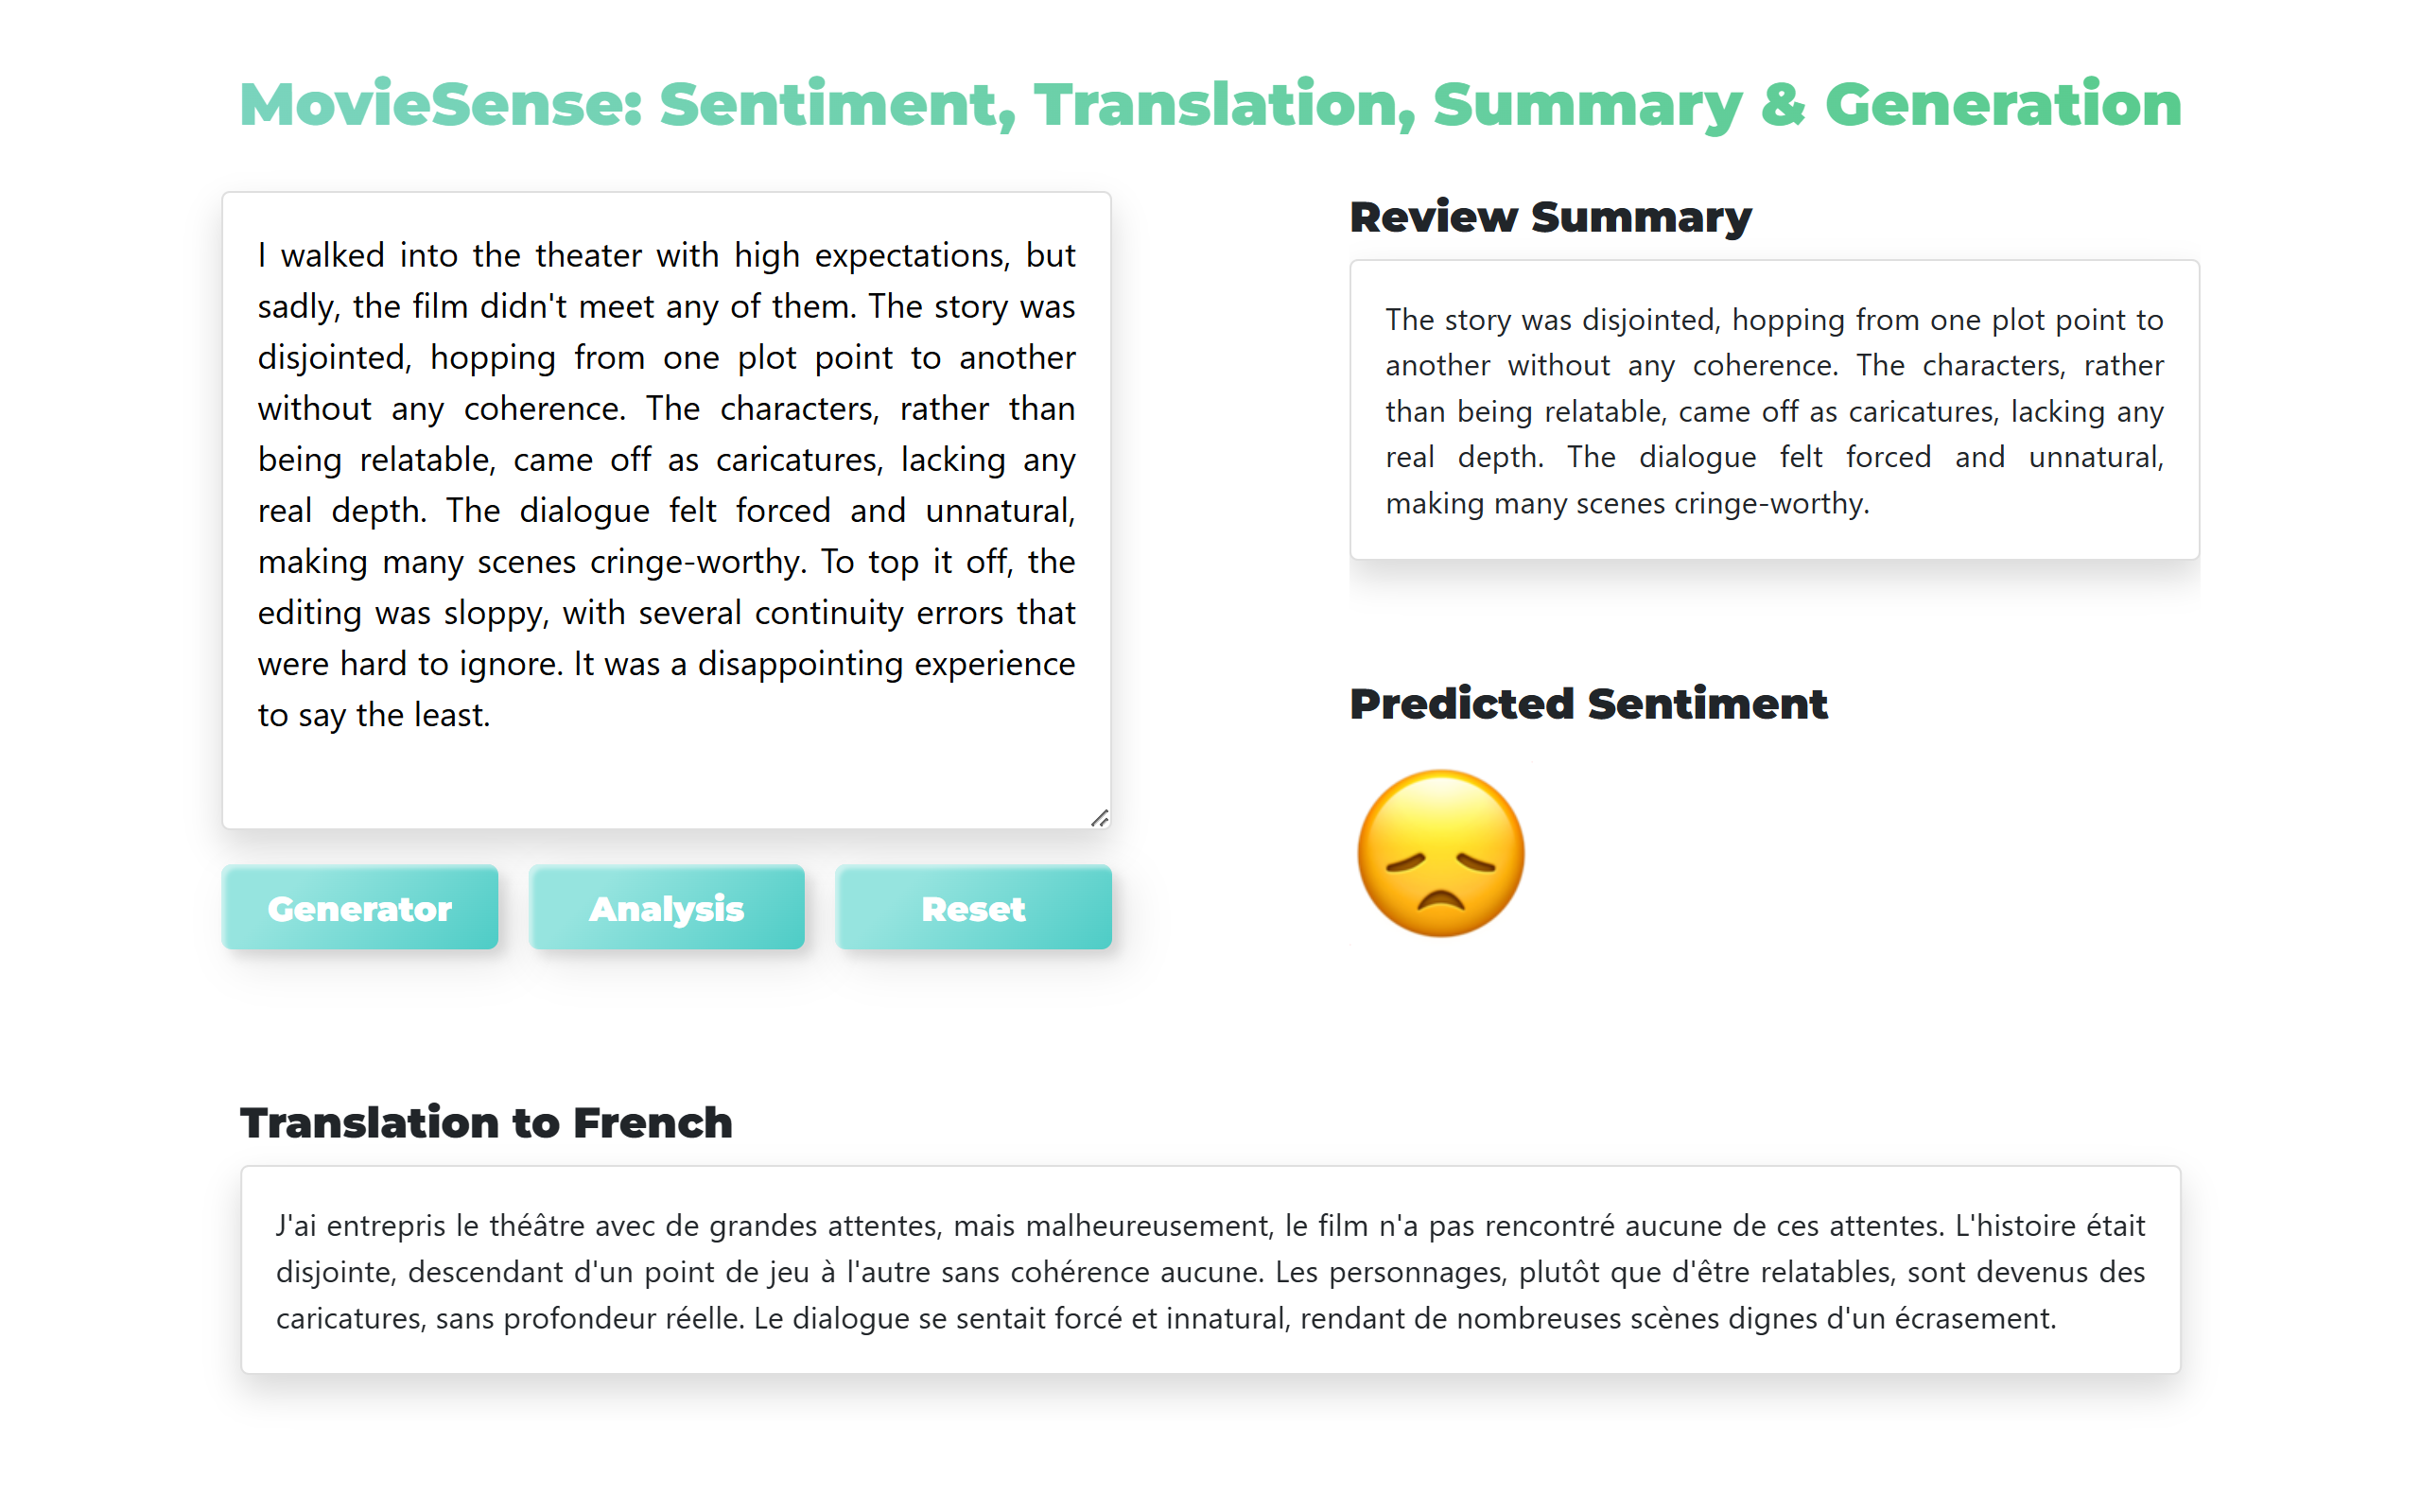 MovieSense: Sentiment, Translation, Summary & Generation
I walked into the theater with high expectations, but
sadly, the film didn't meet any of them. The story was
disjointed, hopping from one plot point to another
without any coherence. The characters, rather than
being relatable, came off as caricatures, lacking any
real depth. The dialogue felt forced and unnatural,
making many scenes cringe-worthy. To top it off, the
editing was sloppy, with several continuity errors that
were hard to ignore. It was a disappointing experience
to say the least.
Generator
Analysis
Reset
Review Summary
The story was disjointed, hopping from one plot point to
another without any coherence. The characters, rather
than being relatable, came off as caricatures, lacking any
real depth. The dialogue felt forced and unnatural,
making many scenes cringe-worthy.
Predicted Sentiment
Translation to French
J'ai entrepris le théâtre avec de grandes attentes, mais malheureusement, le film n'a pas rencontré aucune de ces attentes. L'histoire était
disjointe, descendant d'un point de jeu à l'autre sans cohérence aucune. Les personnages, plutôt que d'être relatables, sont devenus des
caricatures, sans profondeur réelle. Le dialogue se sentait forcé et innatural, rendant de nombreuses scènes dignes d'un écrasement.